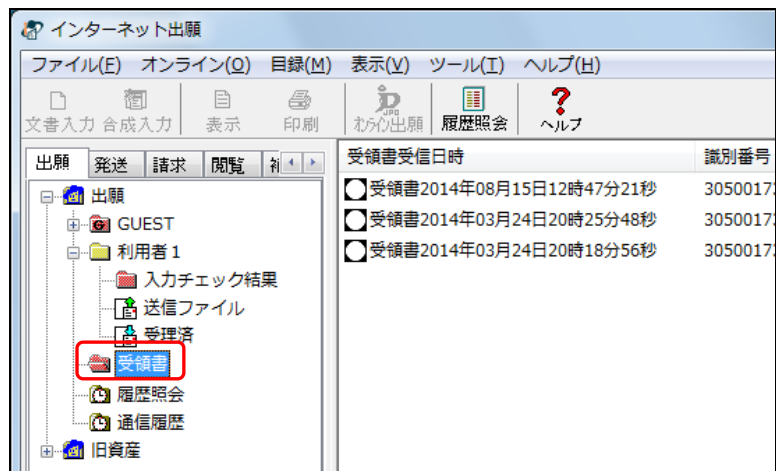 インターネット出願
ファイル(F) オンライン(O) 目録(M) 表示(V) ツール(T) ヘルプ(H)
文書入力 合成入力 表示 印刷 オンライン出願 履歴照会 ヘルプ
出願 発送 請求 閲覧
受領書受信日時 識別番号
出願
GUEST
利用者1
入力チェック結果
送信ファイル
受理済
受領書
履歴照会
通信履歴
旧資産
受領書2014年08月15日12時47分21秒 3050017
受領書2014年03月24日20時25分48秒 3050017
受領書2014年03月24日20時18分56秒 3050017